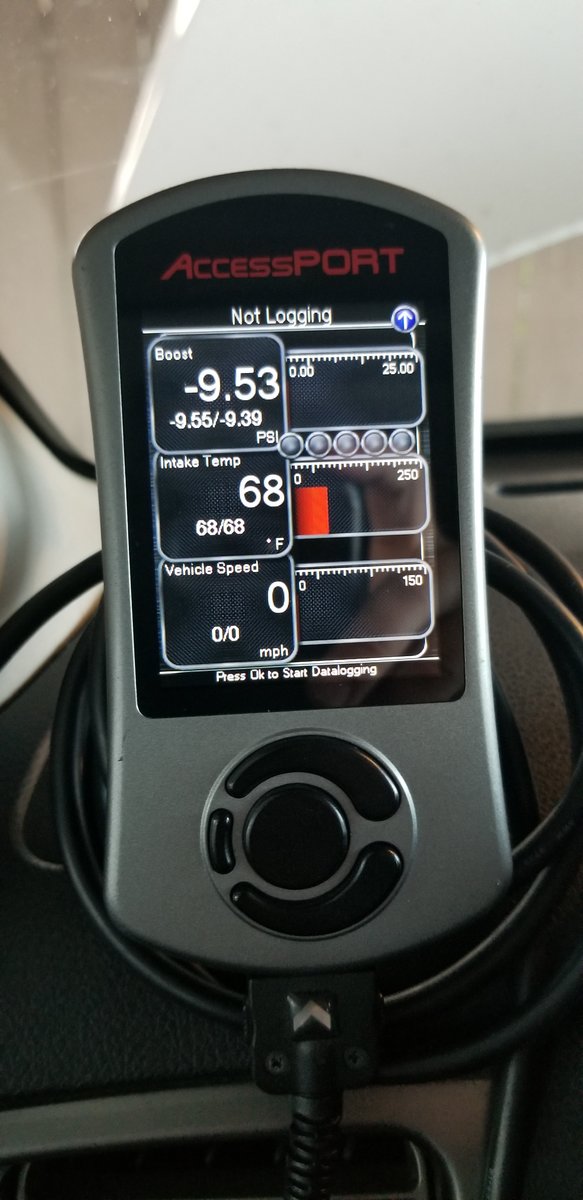 AccessPORT
Not Logging
Boost
0.00 25.00
-9.53
-9.55/-9.39
PSI
Intake Temp
0 250
68
68/68
°F
Vehicle Speed
0 150
0
0/0
mph
Press Ok to Start Datalogging